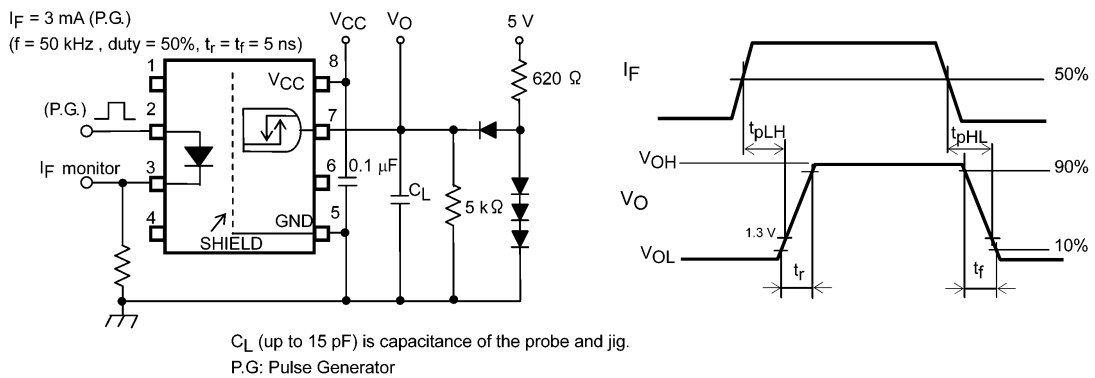 I_F = 3 mA (P.G.)
(f = 50 kHz , duty = 50%, t_r = t_f = 5 ns)
V_CC
V_O
5 V
1
8
V_CC
620 Ω
(P.G.)
2
7
I_F monitor
3
6
0.1 μF
C_L
5 kΩ
4
GND
5
SHIELD
C_L (up to 15 pF) is capacitance of the probe and jig.
P.G: Pulse Generator
I_F
50%
t_pLH
t_pHL
V_OH
90%
V_O
1.3 V
10%
V_OL
t_r
t_f